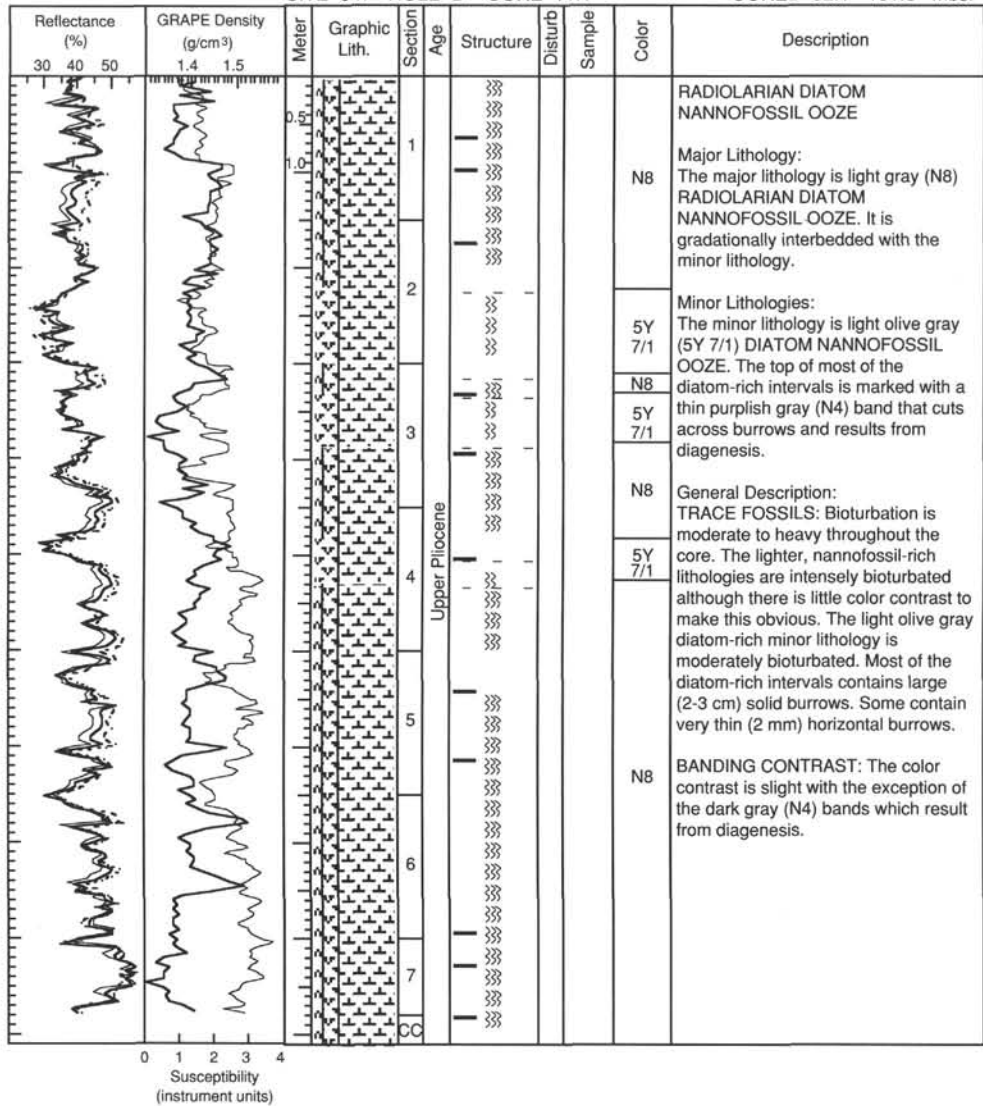 Reflectance
(%)
30 40 50
GRAPE Density
(g/cm³)
1.4 1.5
Meter
Graphic
Lith.
Section
Age
Structure
Disturb
Sample
Color
Description
0.5
1.0
1
2
3
4
5
6
7
CC
Upper Pliocene
N8
5Y
7/1
N8
5Y
7/1
N8
5Y
7/1
N8
RADIOLARIAN DIATOM
NANNOFOSSIL OOZE
Major Lithology:
The major lithology is light gray (N8)
RADIOLARIAN DIATOM
NANNOFOSSIL OOZE. It is
gradationally interbedded with the
minor lithology.
Minor Lithologies:
The minor lithology is light olive gray
(5Y 7/1) DIATOM NANNOFOSSIL
OOZE. The top of most of the
diatom-rich intervals is marked with a
thin purplish gray (N4) band that cuts
across burrows and results from
diagenesis.
General Description:
TRACE FOSSILS: Bioturbation is
moderate to heavy throughout the
core. The lighter, nannofossil-rich
lithologies are intensely bioturbated
although there is little color contrast to
make this obvious. The light olive gray
diatom-rich minor lithology is
moderately bioturbated. Most of the
diatom-rich intervals contains large
(2-3 cm) solid burrows. Some contain
very thin (2 mm) horizontal burrows.
BANDING CONTRAST: The color
contrast is slight with the exception of
the dark gray (N4) bands which result
from diagenesis.
0 1 2 3 4
Susceptibility
(instrument units)